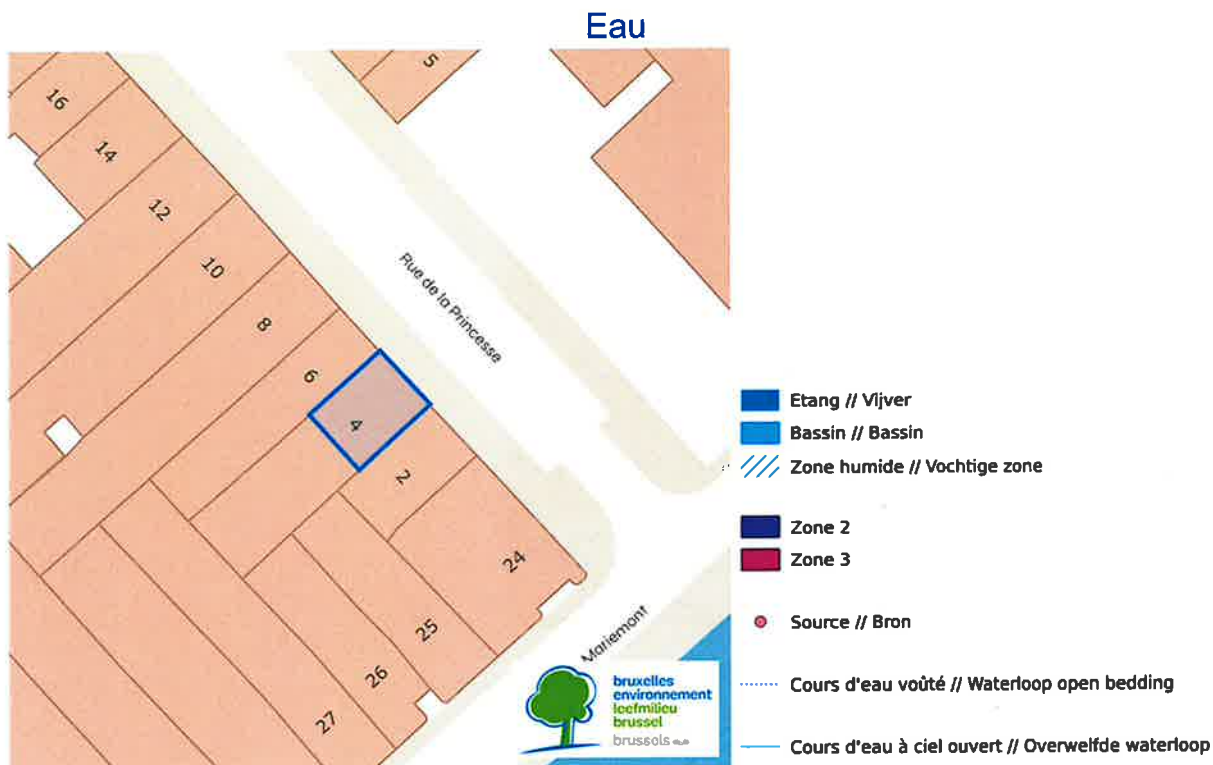 Eau
5
16
14
12
10
Rue de la Princesse
8
6
4
2
24
25
26
27
Mariemont
bruxelles
environnement
leefmilieu
brussel
brussels
Etang // Vijver
Bassin // Bassin
Zone humide // Vochtige zone
Zone 2
Zone 3
Source // Bron
Cours d'eau voûté // Waterloop open bedding
Cours d'eau à ciel ouvert // Overwelfde waterloop